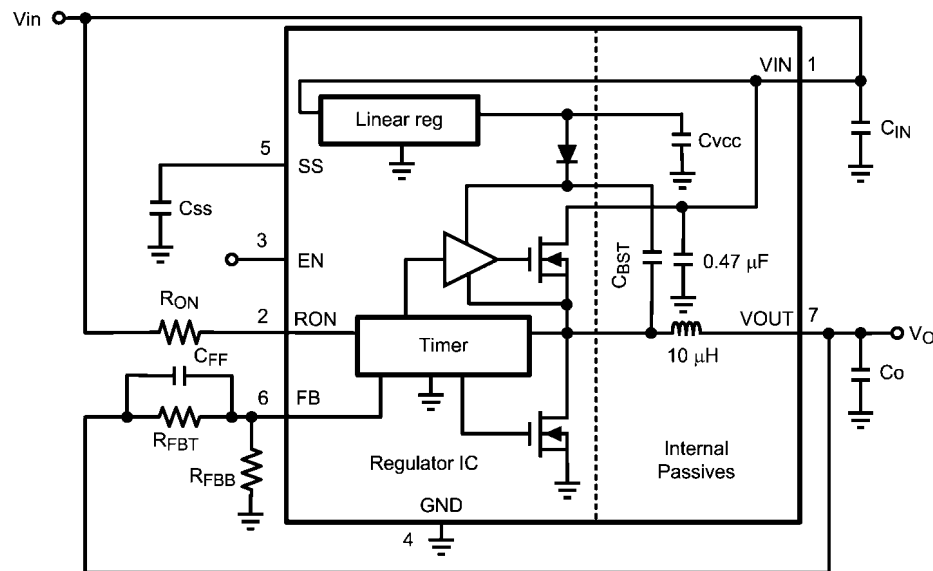 Vin
VIN 1
Linear reg
Cvcc
CIN
5
SS
Css
3
EN
CBST
0.47 μF
RON
2 RON
Timer
VOUT 7
VO
10 μH
Co
CFF
6 FB
RFBT
RFBB
Regulator IC
Internal
Passives
GND
4